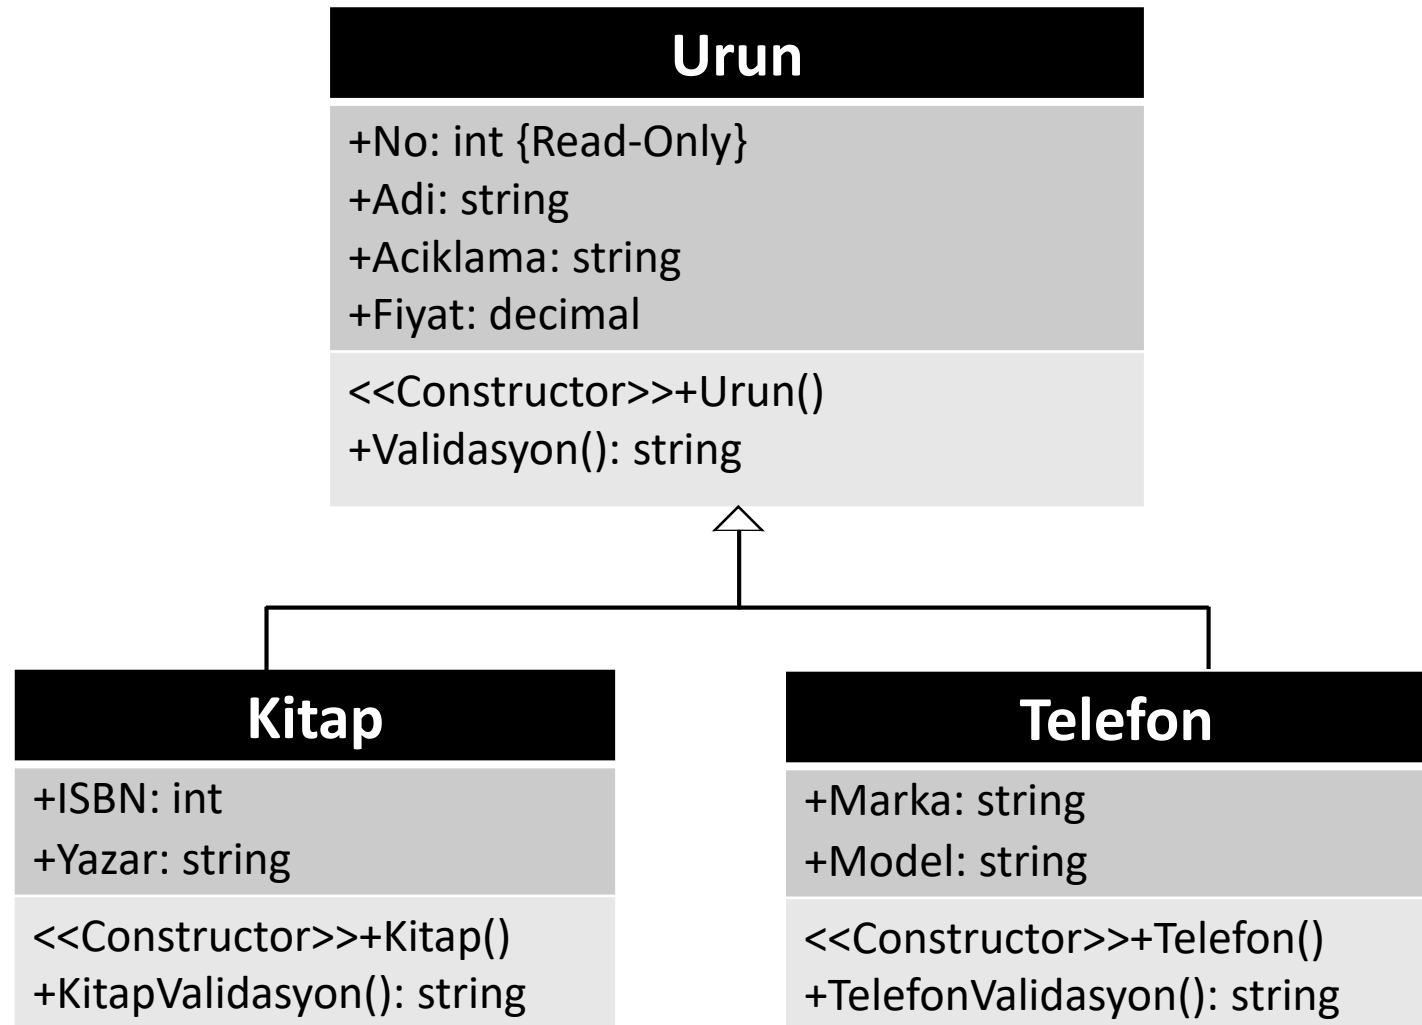 Urun
+No: int {Read-Only}
+Adi: string
+Aciklama: string
+Fiyat: decimal
<<Constructor>>+Urun()
+Validasyon(): string
Kitap
+ISBN: int
+Yazar: string
<<Constructor>>+Kitap()
+KitapValidasyon(): string
Telefon
+Marka: string
+Model: string
<<Constructor>>+Telefon()
+TelefonValidasyon(): string